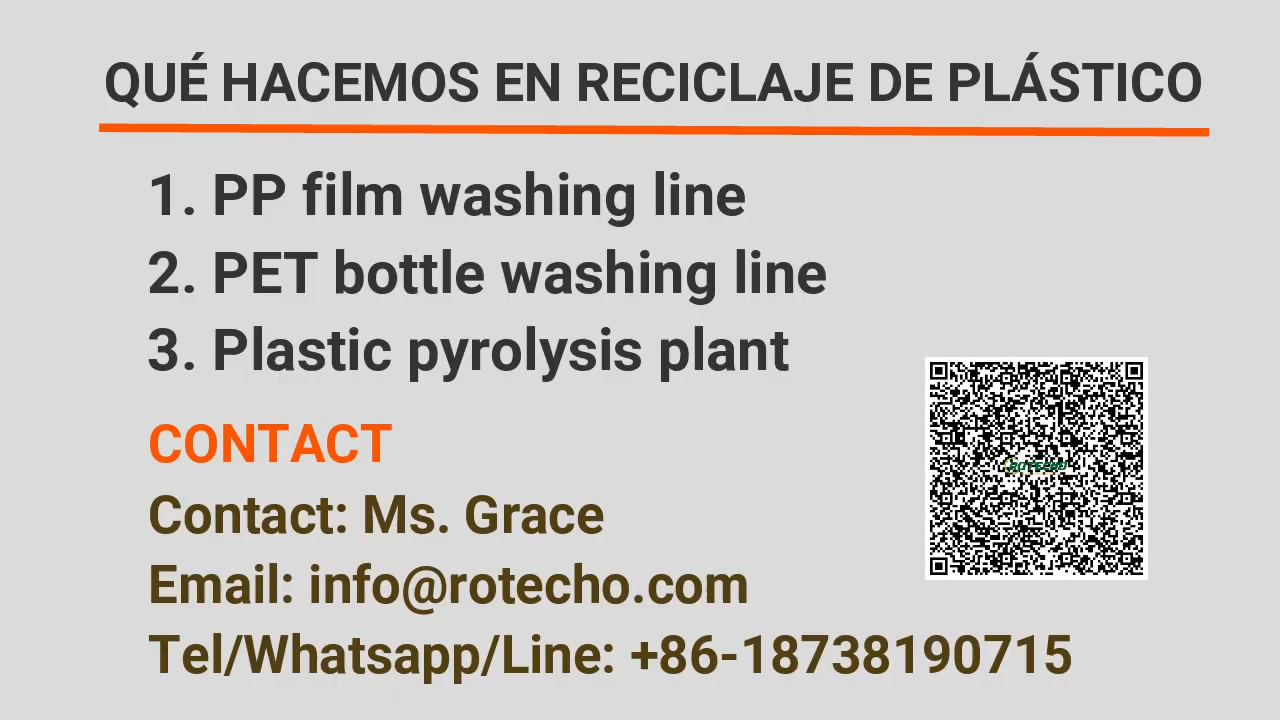 QUÉ HACEMOS EN RECICLAJE DE PLÁSTICO
1. PP film washing line
2. PET bottle washing line
3. Plastic pyrolysis plant
ROTECHO
CONTACT
Contact: Ms. Grace
Email: info@rotecho.com
Tel/Whatsapp/Line: +86-18738190715